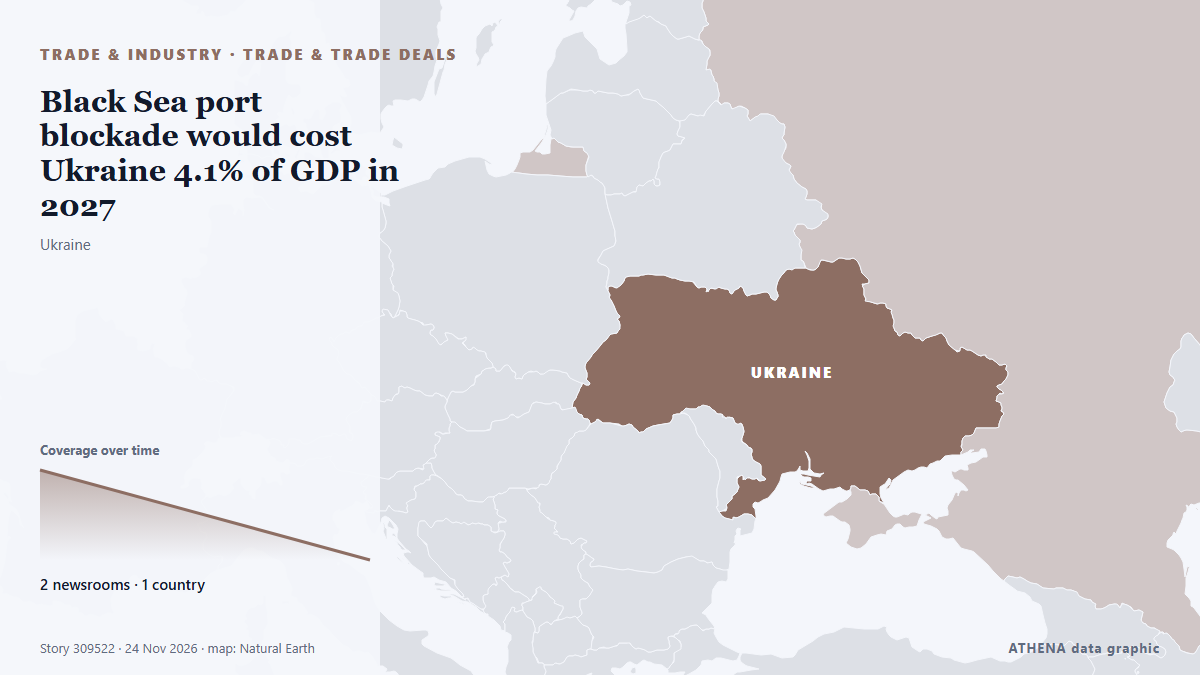 TRADE & INDUSTRY · TRADE & TRADE DEALS
Black Sea port
blockade would cost
Ukraine 4.1% of GDP in
2027
Ukraine
UKRAINE
Coverage over time
2 newsrooms · 1 country
Story 309522 · 24 Nov 2026 · map: Natural Earth
ATHENA data graphic